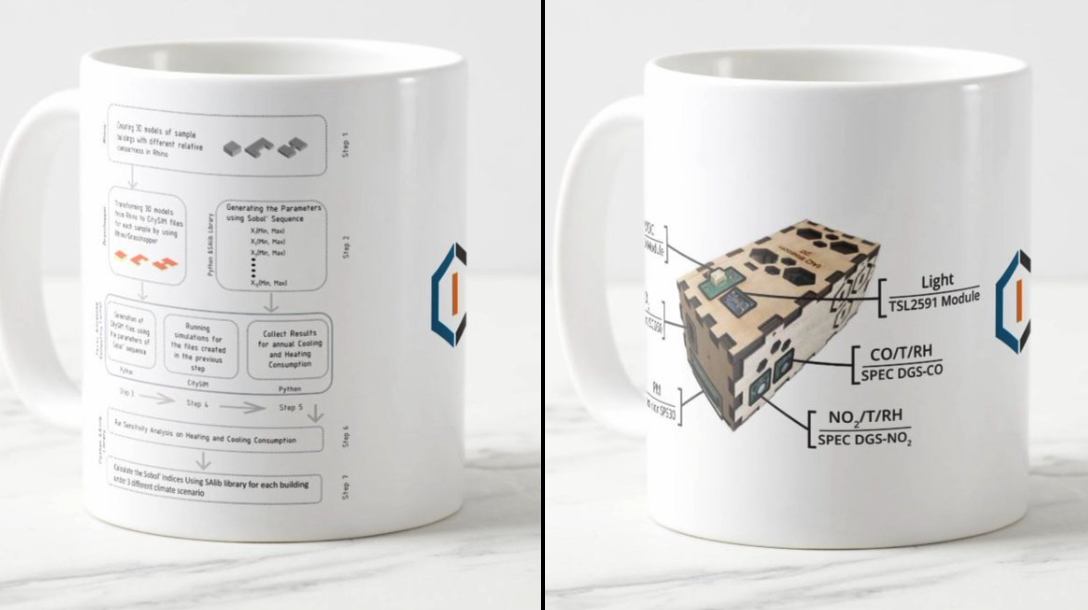 Creating 3D models of sample
buildings with different relative
compactness in Rhino
Step 1
Transforming 3D models
from Rhino to CitySIM files
for each sample by using
Rhino/Grasshopper
Python &SAlib Library
Generating the Parameters
using Sobol' Sequence
X₁(Min, Max)
(Min, Max)
(Min, Max)
(Min, Max)
Step 2
Generation of
CitySIM files using
the parameters of
Sobol' sequence
Python
Running
simulations for
the files created
in the previous
step
CitySIM
Collect Results
for annual Cooling
and Heating
Consumption
Python
Step 3
Step 4
Step 5
Run Sensitivity Analysis on Heating and Cooling Consumption
Step 6
Calculate the Sobol' Indices Using SAlib library for each building
under 3 different climate scenario
Step 7
Module
PM
SPS30
Light
TSL2591 Module
CO/T/RH
SPEC DGS-CO
NO₂/T/RH
SPEC DGS-NO₂